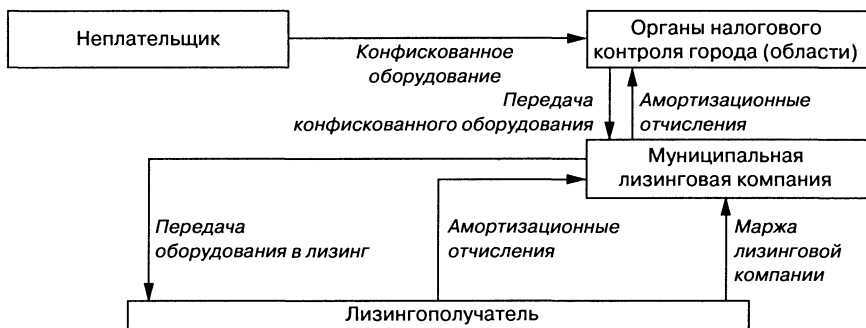 Неплательщик
Органы налогового
контроля города (области)
Конфискованное
оборудование
Передача
конфискованного оборудования
Амортизационные
отчисления
Муниципальная
лизинговая компания
Передача
оборудования в лизинг
Амортизационные
отчисления
Маржа
лизинговой
компании
Лизингополучатель